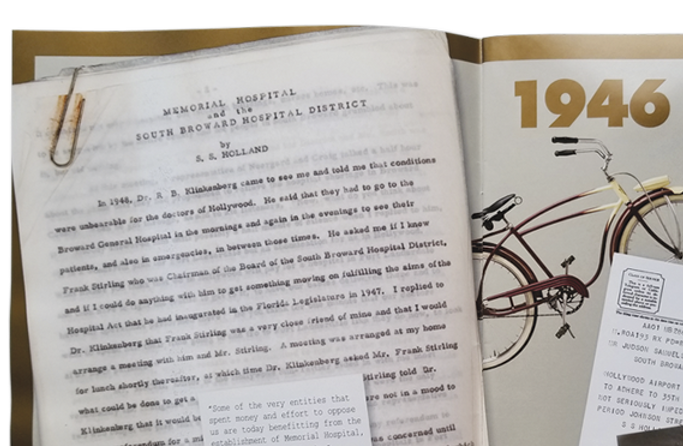 MEMORIAL HOSPITAL
and the
SOUTH BROWARD HOSPITAL DISTRICT
by
S. S. HOLLAND
In 1948, Dr. R B. Klinkenberg came to see me and told me that conditions
were unbearable for the doctors of Hollywood. He said that they had to go to the
Broward General Hospital in the mornings and again in the evenings to see their
patients, and also in emergencies, in between those times. He asked me if I knew
Frank Stirling who was Chairman of the Board of the South Broward Hospital District,
and if I could do anything with him to get something moving on fulfilling the aims of the
Hospital Act that he had inaugurated in the Florida Legislature in 1947. I replied to
Dr. Klinkenberg that Frank Stirling was a very close friend of mine and that I would
arrange a meeting with him and Mr. Stirling. A meeting was arranged at my home
for lunch shortly thereafter, at which time Dr. Klinkenberg asked Mr. Frank Stirling
what could be done to get a
Stirling told Dr.
Klinkenberg that it would be
are not in a mood to
referendum for a
was concerned until
"Some of the very entities that
spent money and effort to oppose
us are today benefitting from the
establishment of Memorial Hospital,
1946
DR JUDSON
SOUTH
HOLLYWOOD AIRPORT
TO ADHERE TO 35TH
NOT SERIOUSLY
PERIOD JOHNSON
S S